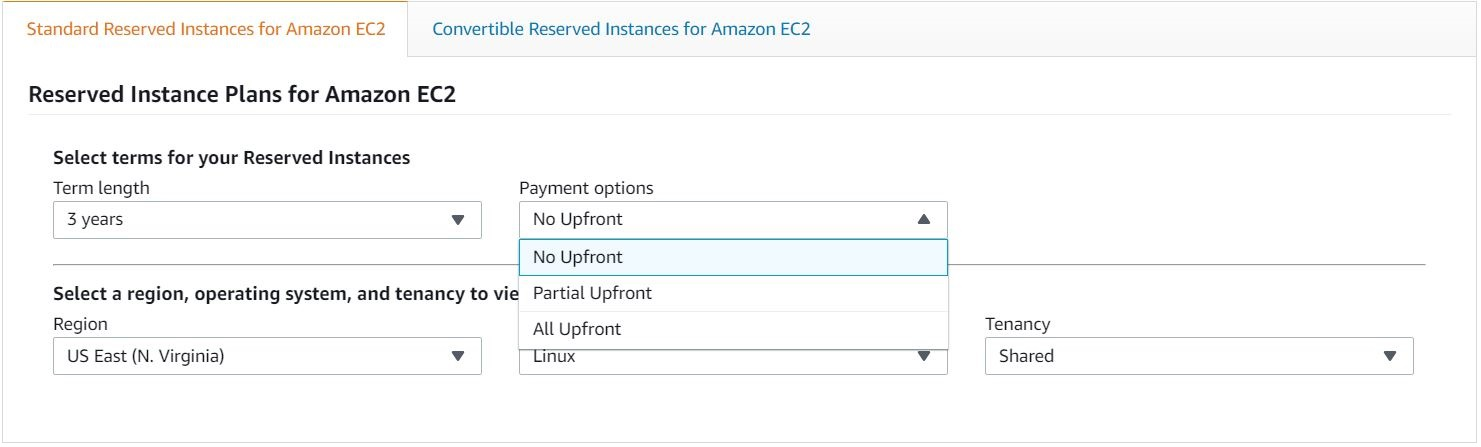 Standard Reserved Instances for Amazon EC2
Convertible Reserved Instances for Amazon EC2
Reserved Instance Plans for Amazon EC2
Select terms for your Reserved Instances
Term length
3 years
Payment options
No Upfront
No Upfront
Partial Upfront
All Upfront
Select a region, operating system, and tenancy to vie
Region
US East (N. Virginia)
Linux
Tenancy
Shared